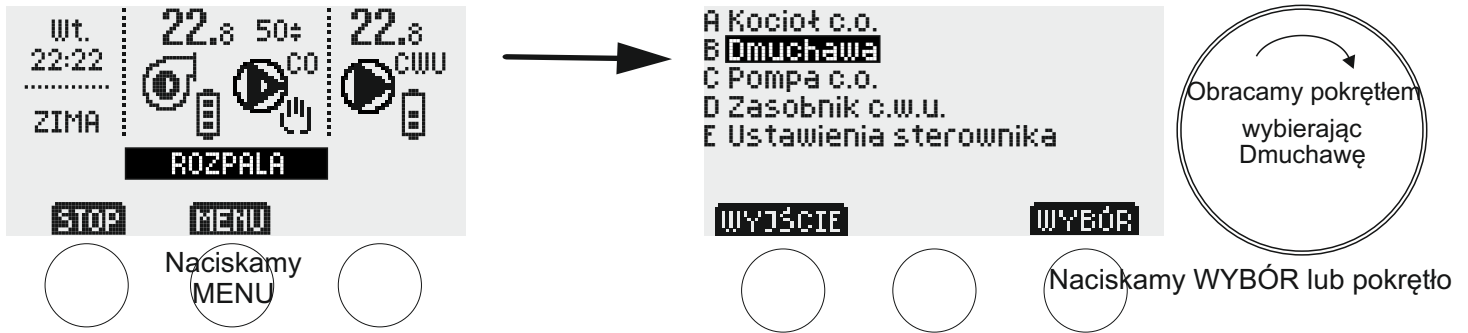 Wt.
22:22
ZIMA
22.8 50
CO
22.8
CWU
ROZPALA
STOP
MENU
Naciskamy
MENU
A Kocioł c.o.
B Dmuchawa
C Pompa c.o.
D Zasobnik c.w.u.
E Ustawienia sterownika
WYJŚCIE
WYBÓR
Obracamy pokrętłem
wybierając
Dmuchawę
Naciskamy WYBÓR lub pokrętło